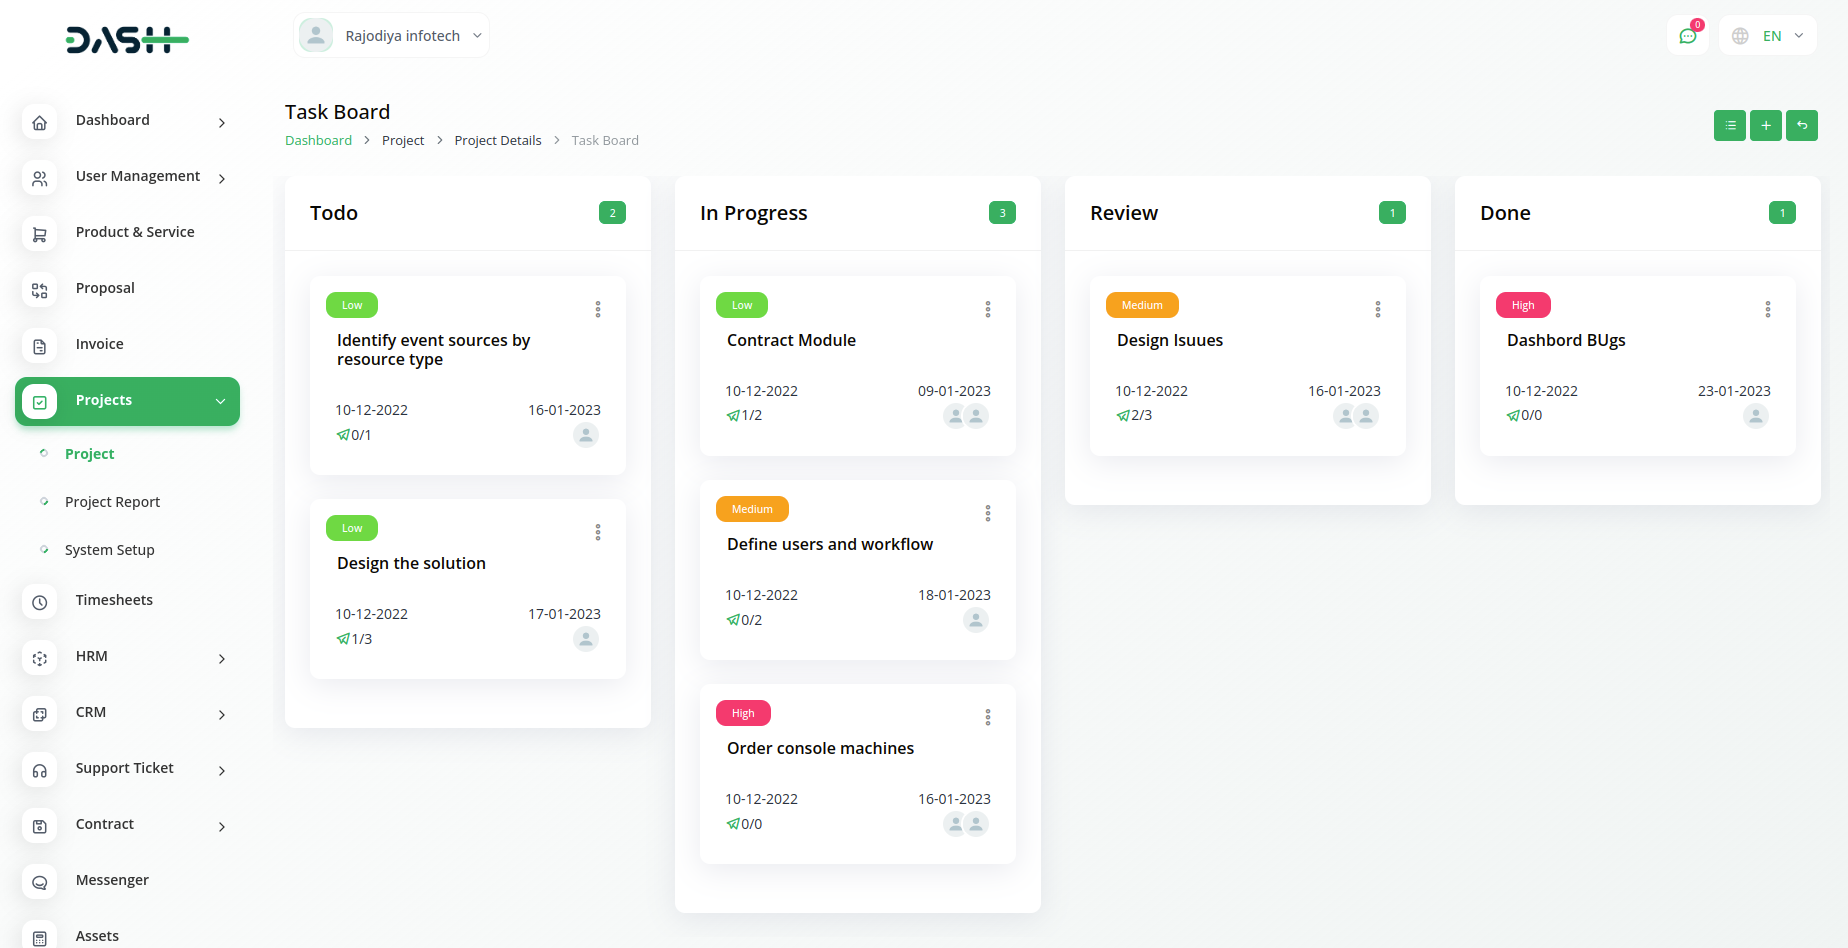 DASH
Rajodiya infotech
0
EN
Dashboard
User Management
Product & Service
Proposal
Invoice
Projects
Project
Project Report
System Setup
Timesheets
HRM
CRM
Support Ticket
Contract
Messenger
Assets
Task Board
Dashboard > Project > Project Details > Task Board
Todo
2
Low
Identify event sources by
resource type
10-12-2022 16-01-2023
0/1
Low
Design the solution
10-12-2022 17-01-2023
1/3
In Progress
3
Low
Contract Module
10-12-2022 09-01-2023
1/2
Medium
Define users and workflow
10-12-2022 18-01-2023
0/2
High
Order console machines
10-12-2022 16-01-2023
0/0
Review
1
Medium
Design Isuues
10-12-2022 16-01-2023
2/3
Done
1
High
Dashbord BUgs
10-12-2022 23-01-2023
0/0